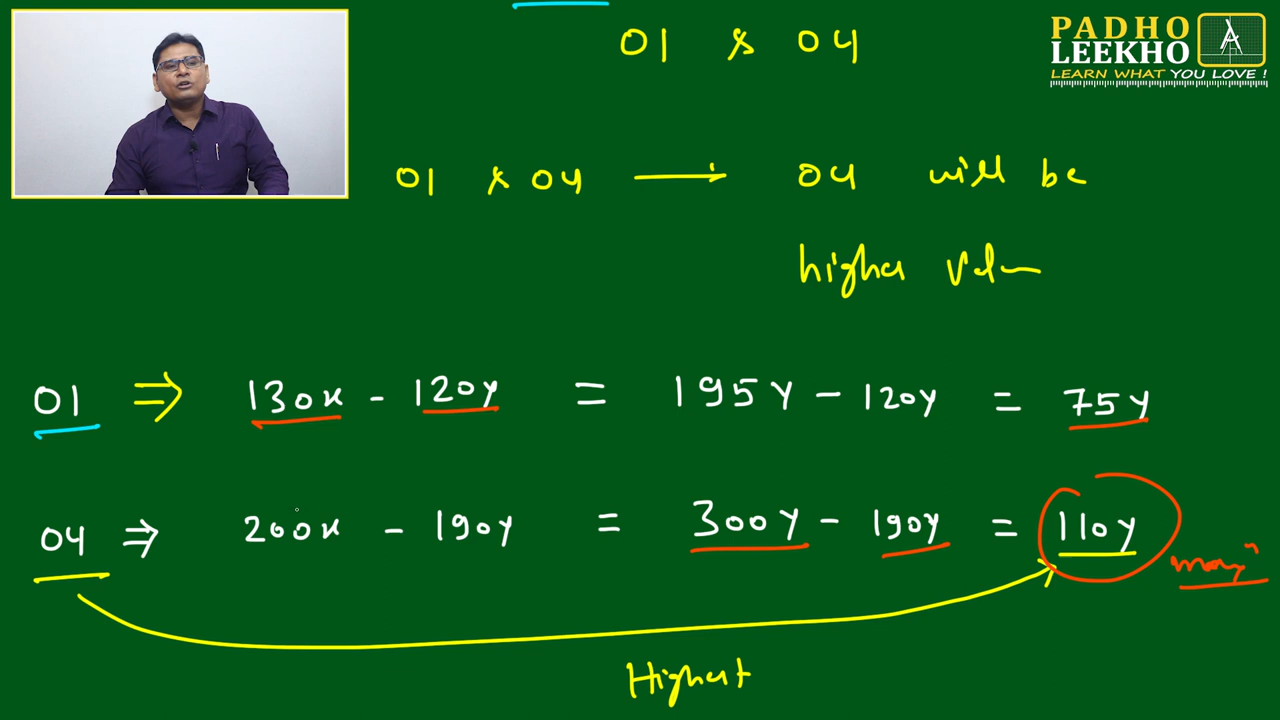 01 & 04
PADHO
LEEKHO
LEARN WHAT YOU LOVE !
01 & 04 → 04 will be
higher
01 ⇒ 130x - 120y = 195y - 120y = 75y
04 ⇒ 200x - 190y = 300y - 190y = 110y
Highest